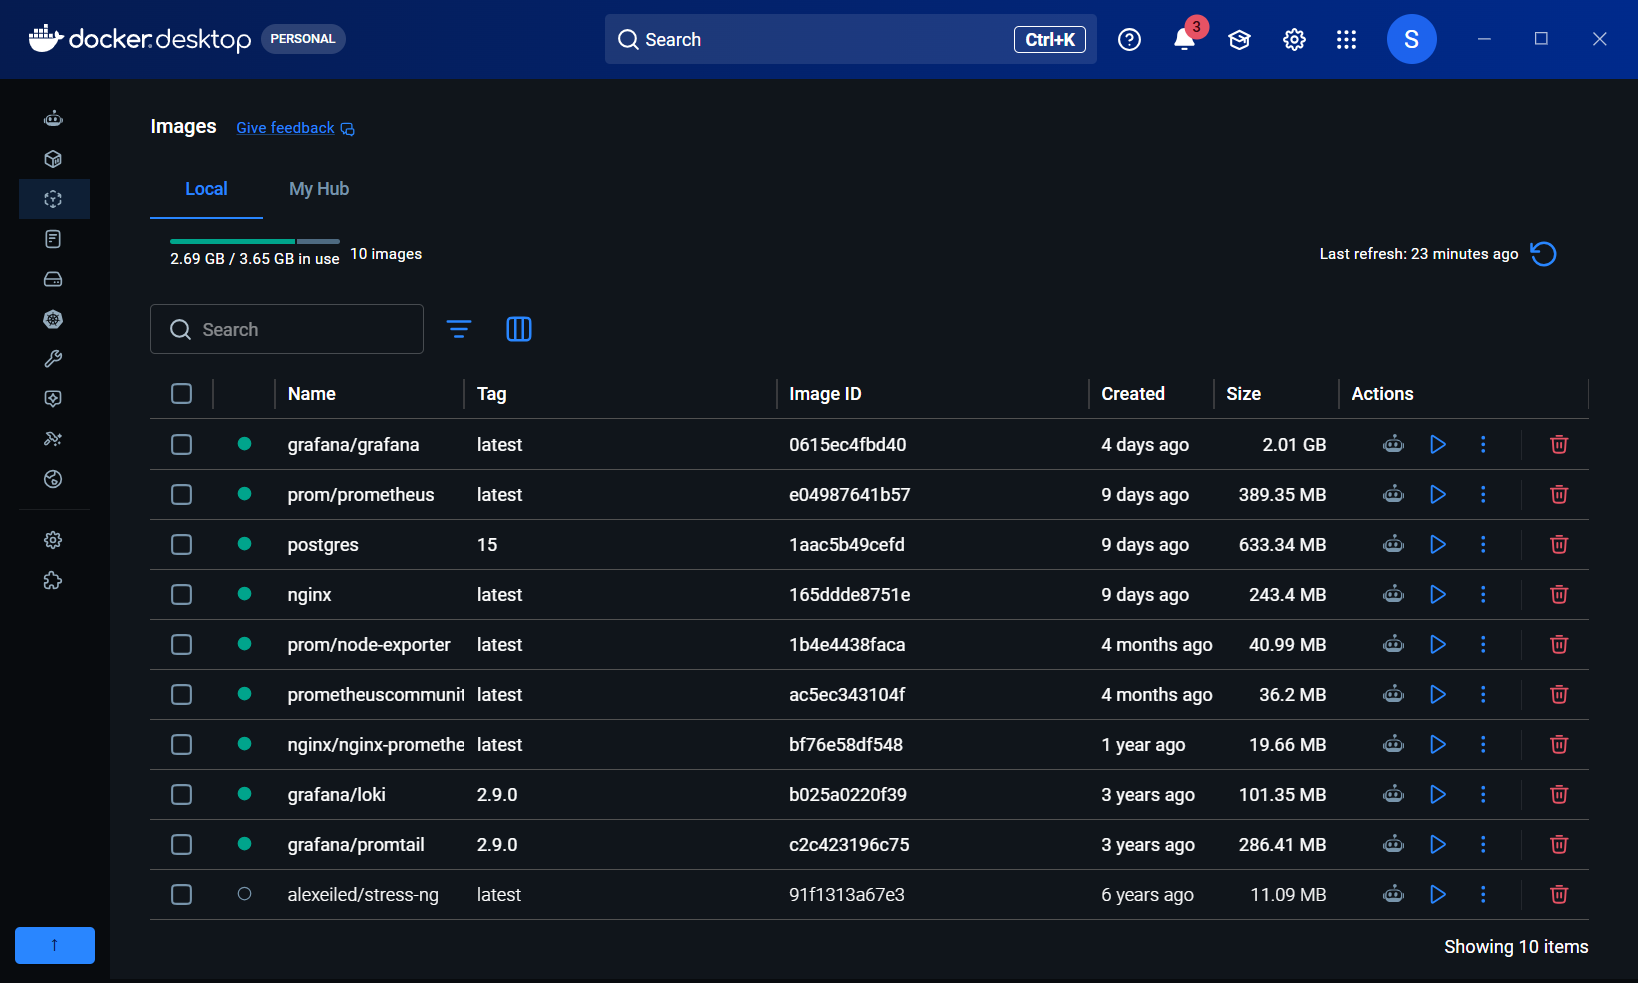 docker.desktop PERSONAL Search Ctrl+K 3 S
Images Give feedback
Local My Hub
2.69 GB / 3.65 GB in use 10 images Last refresh: 23 minutes ago
Search
Name Tag Image ID Created Size Actions
grafana/grafana latest 0615ec4fbd40 4 days ago 2.01 GB
prom/prometheus latest e04987641b57 9 days ago 389.35 MB
postgres 15 1aac5b49cefd 9 days ago 633.34 MB
nginx latest 165ddde8751e 9 days ago 243.4 MB
prom/node-exporter latest 1b4e4438faca 4 months ago 40.99 MB
prometheuscommunit latest ac5ec343104f 4 months ago 36.2 MB
nginx/nginx-promethe latest bf76e58df548 1 year ago 19.66 MB
grafana/loki 2.9.0 b025a0220f39 3 years ago 101.35 MB
grafana/promtail 2.9.0 c2c423196c75 3 years ago 286.41 MB
alexeiled/stress-ng latest 91f1313a67e3 6 years ago 11.09 MB
Showing 10 items